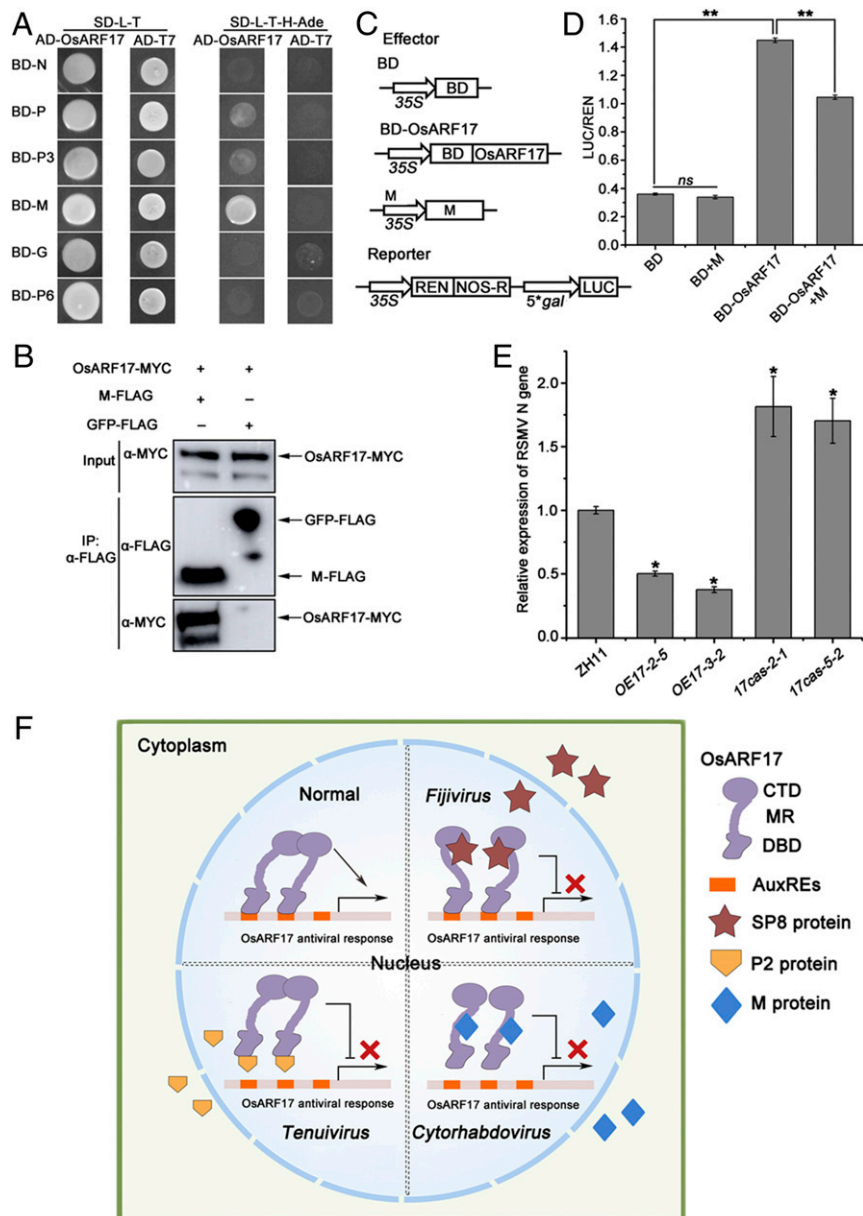 A
SD-L-T
SD-L-T-H-Ade
AD-OsARF17
AD-T7
AD-OsARF17
AD-T7
BD-N
BD-P
BD-P3
BD-M
BD-G
BD-P6
B
OsARF17-MYC + +
M-FLAG + –
GFP-FLAG – +
Input
α-MYC
OsARF17-MYC
IP:
α-FLAG
α-FLAG
GFP-FLAG
M-FLAG
α-MYC
OsARF17-MYC
C
Effector
BD
35S BD
BD-OsARF17
35S BD OsARF17
M
35S M
Reporter
35S REN NOS-R 5*gal LUC
D
LUC/REN
1.6
1.4
1.2
1.0
0.8
0.6
0.4
0.2
0.0
**
**
ns
BD
BD+M
BD-OsARF17
BD-OsARF17
+M
E
Relative expression of RSMV N gene
2.0
1.5
1.0
0.5
0.0
*
*
*
*
ZH11
OE17-2-5
OE17-3-2
17cas-2-1
17cas-5-2
F
Cytoplasm
Normal
Fijivirus
OsARF17 antiviral response
OsARF17 antiviral response
Nucleus
OsARF17 antiviral response
OsARF17 antiviral response
Tenuivirus
Cytorhabdovirus
OsARF17
CTD
MR
DBD
AuxREs
SP8 protein
P2 protein
M protein